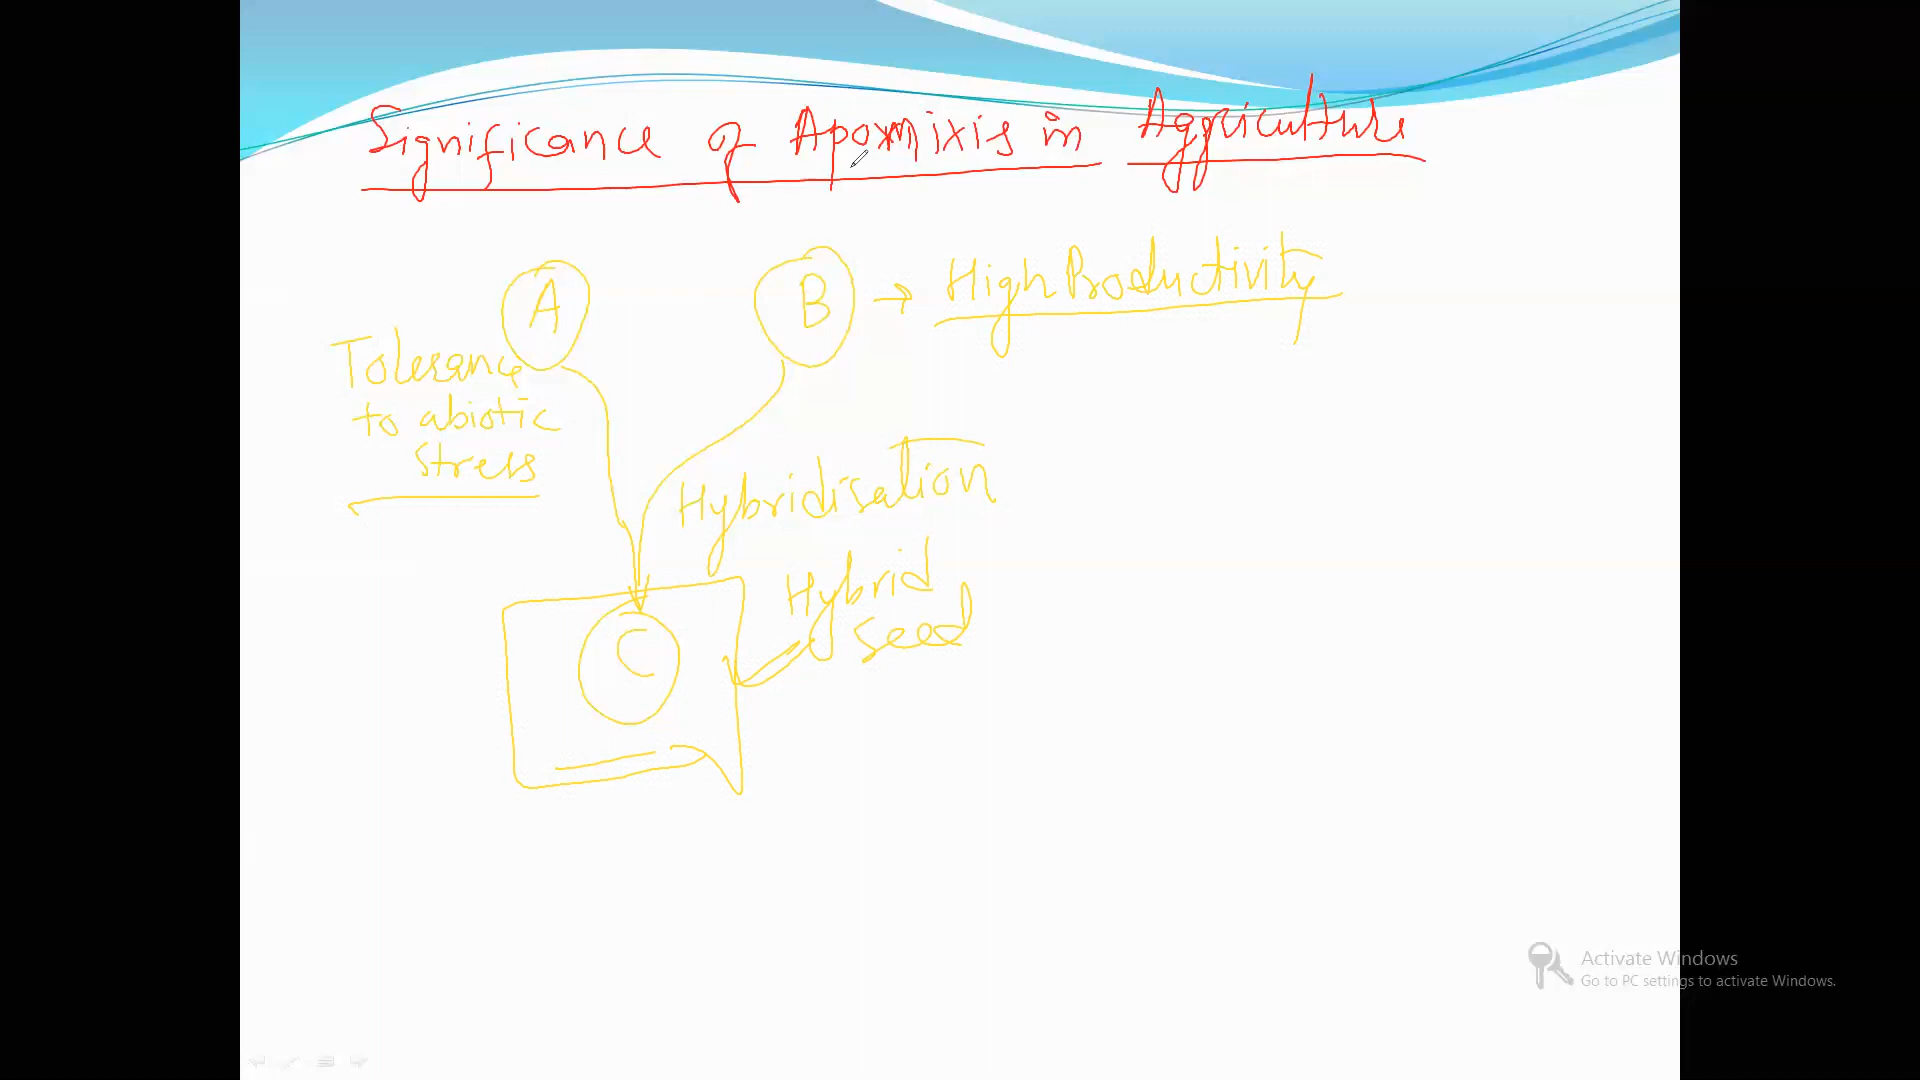 Significance of Apomixis in Aggriculture
A
B → High Productivity
Tolerance
to abiotic
stress
Hybridisation
Hybrid
seed
C
Activate Windows
Go to PC settings to activate Windows.